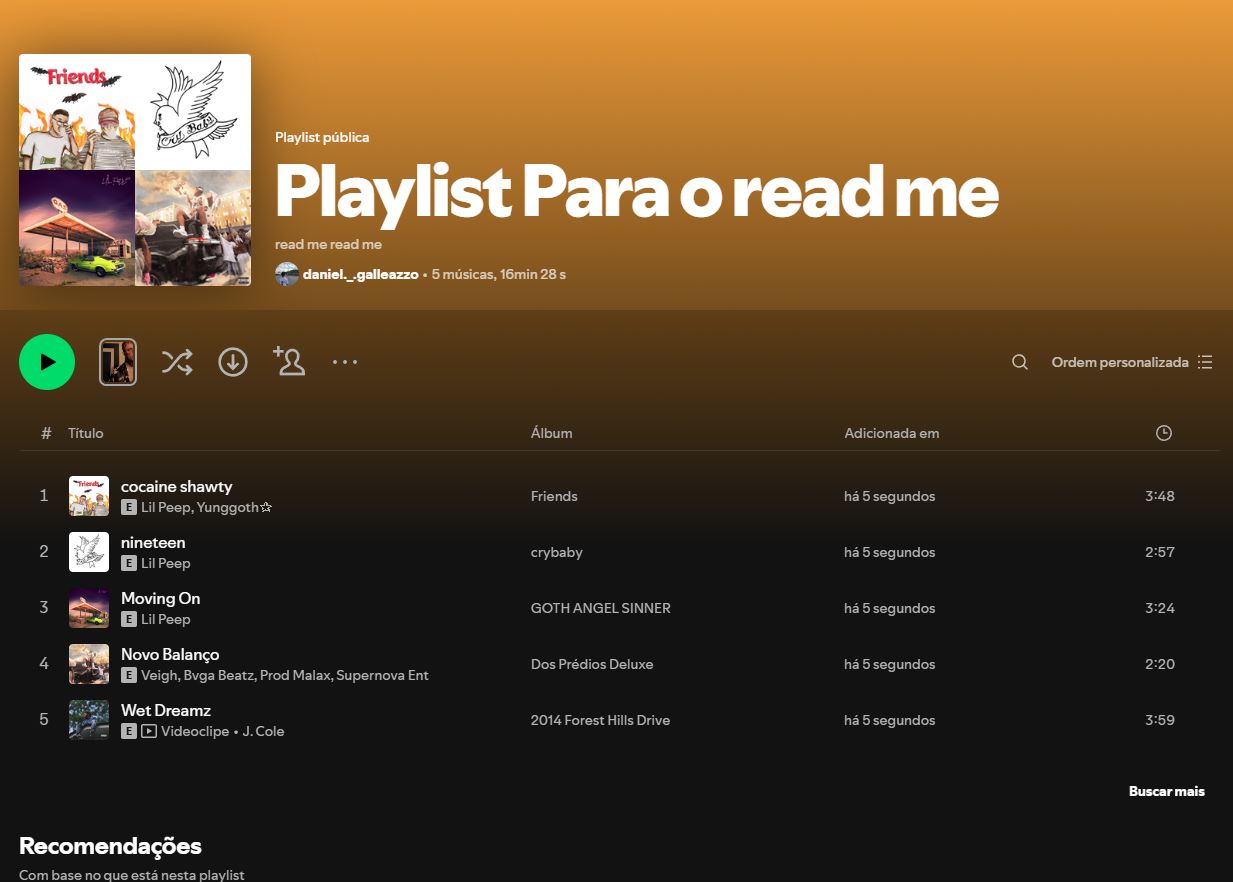 Friends
Cry Baby
GAS
LiL PEEP
Playlist pública
Playlist Para o read me
read me read me
daniel._.galleazzo • 5 músicas, 16min 28 s
Ordem personalizada
# Título Álbum Adicionada em
1 cocaine shawty Friends há 5 segundos 3:48
E Lil Peep, Yunggoth☆
2 nineteen crybaby há 5 segundos 2:57
E Lil Peep
3 Moving On GOTH ANGEL SINNER há 5 segundos 3:24
E Lil Peep
4 Novo Balanço Dos Prédios Deluxe há 5 segundos 2:20
E Veigh, Bvga Beatz, Prod Malax, Supernova Ent
5 Wet Dreamz 2014 Forest Hills Drive há 5 segundos 3:59
E Videoclipe • J. Cole
Buscar mais
Recomendações
Com base no que está nesta playlist